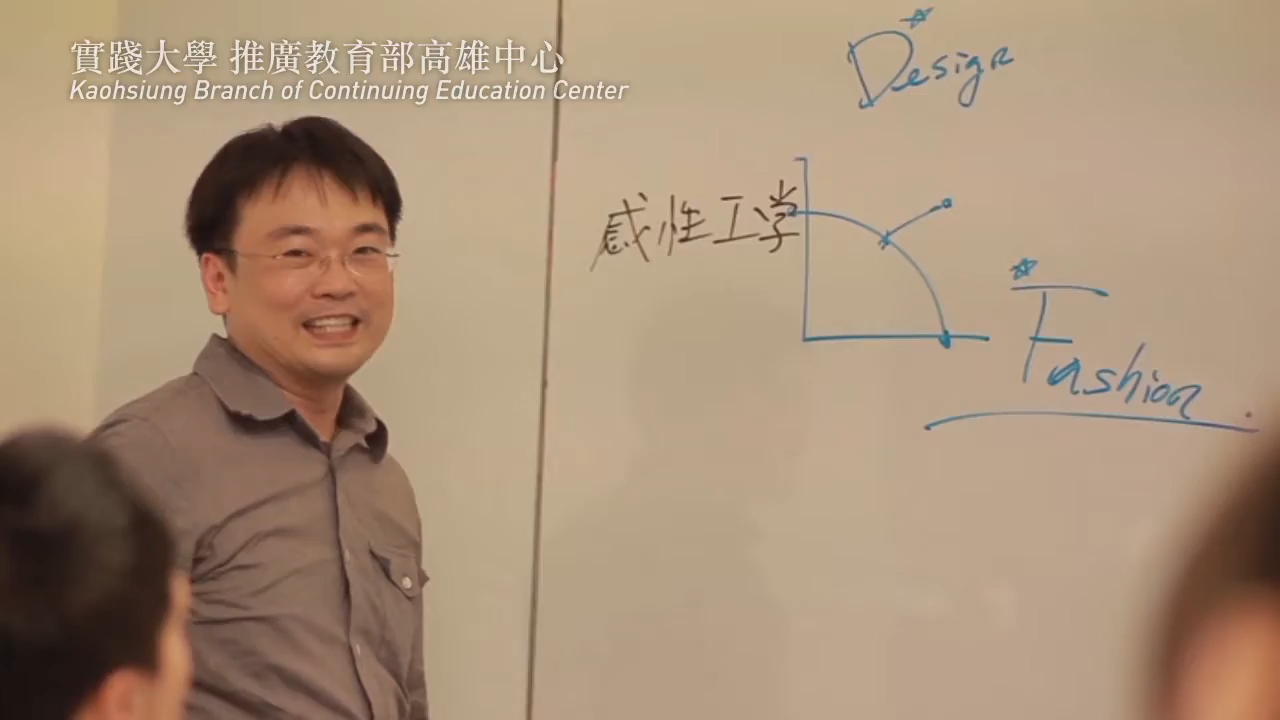 實踐大學 推廣教育部高雄中心
Kaohsiung Branch of Continuing Education Center
Design
感性工学
Fashion